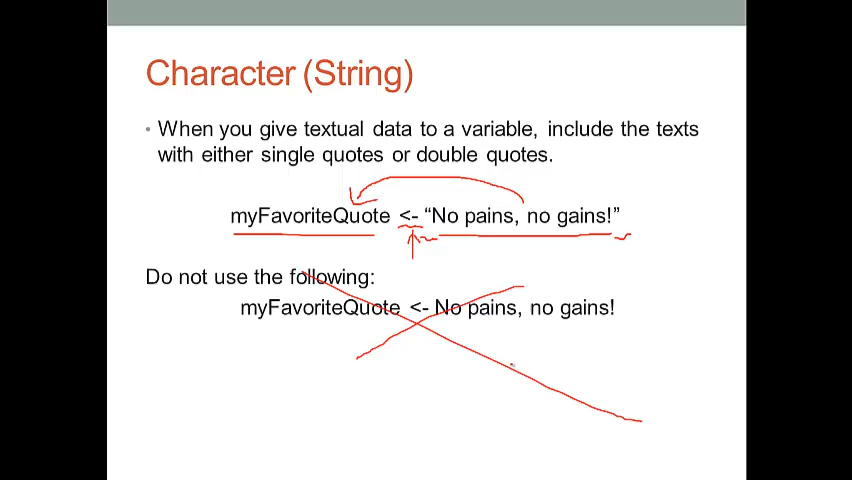 Character (String)
• When you give textual data to a variable, include the texts
with either single quotes or double quotes.
myFavoriteQuote <- “No pains, no gains!”
Do not use the following:
myFavoriteQuote <- No pains, no gains!